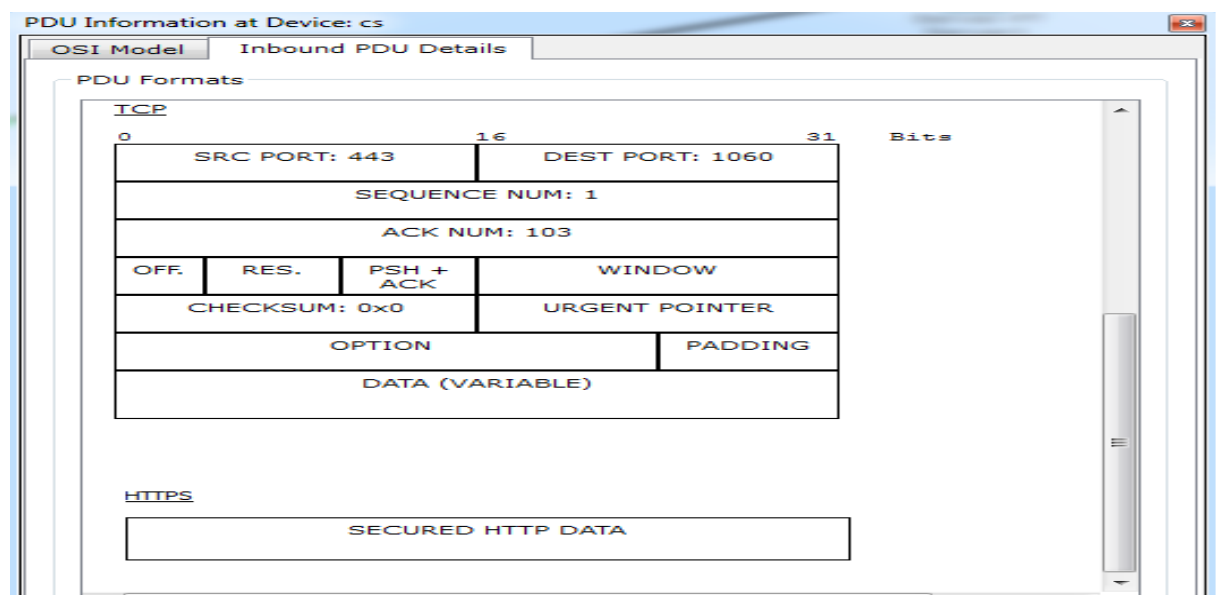 PDU Information at Device: cs
OSI Model Inbound PDU Details
PDU Formats
TCP
0 16 31 Bits
SRC PORT: 443 DEST PORT: 1060
SEQUENCE NUM: 1
ACK NUM: 103
OFF. RES. PSH + ACK WINDOW
CHECKSUM: 0x0 URGENT POINTER
OPTION PADDING
DATA (VARIABLE)
HTTPS
SECURED HTTP DATA